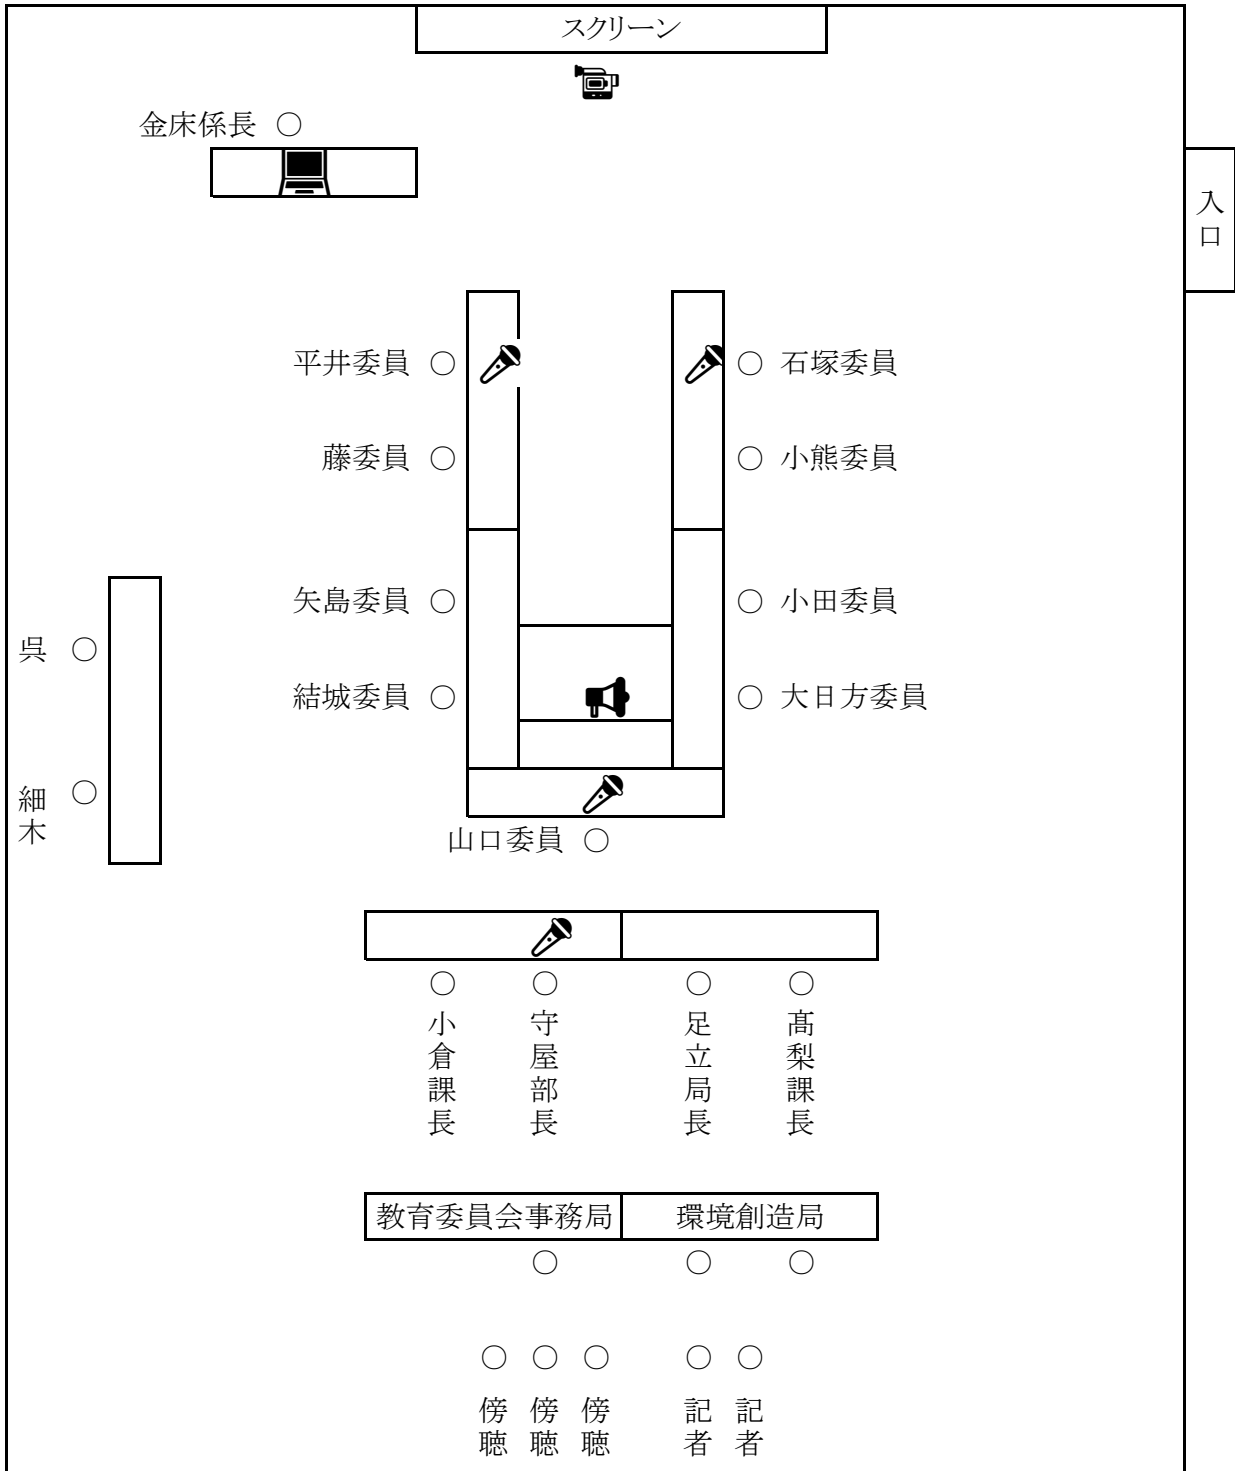 スクリーン
金床係長 ○
入口
平井委員 ○
○ 石塚委員
藤委員 ○
○ 小熊委員
矢島委員 ○
○ 小田委員
呉 ○
結城委員 ○
○ 大日方委員
細木 ○
山口委員 ○
○ ○ ○ ○
小倉課長
守屋部長
足立局長
髙梨課長
教育委員会事務局
環境創造局
○ ○ ○
○ ○ ○ ○ ○
傍聴
傍聴
傍聴
記者
記者